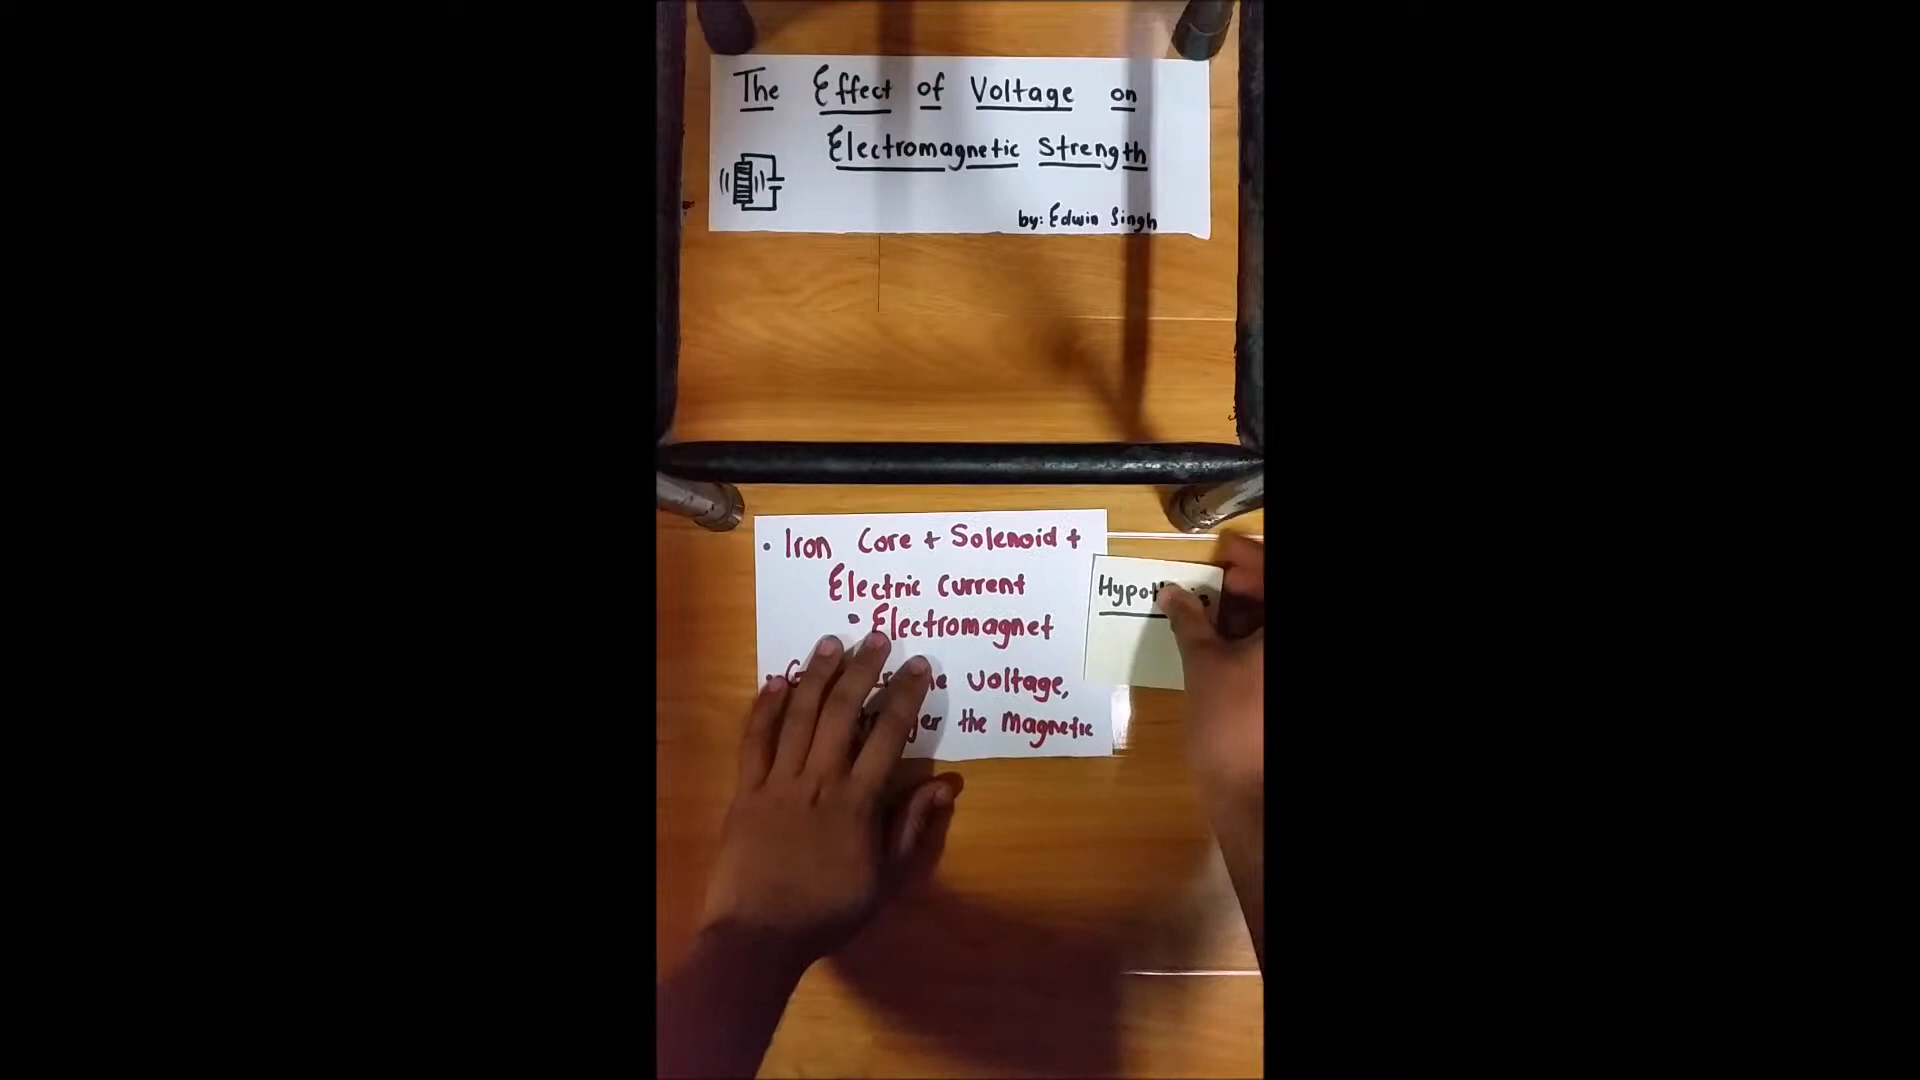 The Effect of Voltage on
Electromagnetic Strength
by: Edwin Singh
• Iron Core + Solenoid +
Electric Current
• Electromagnet
Voltage,
the Magnetic